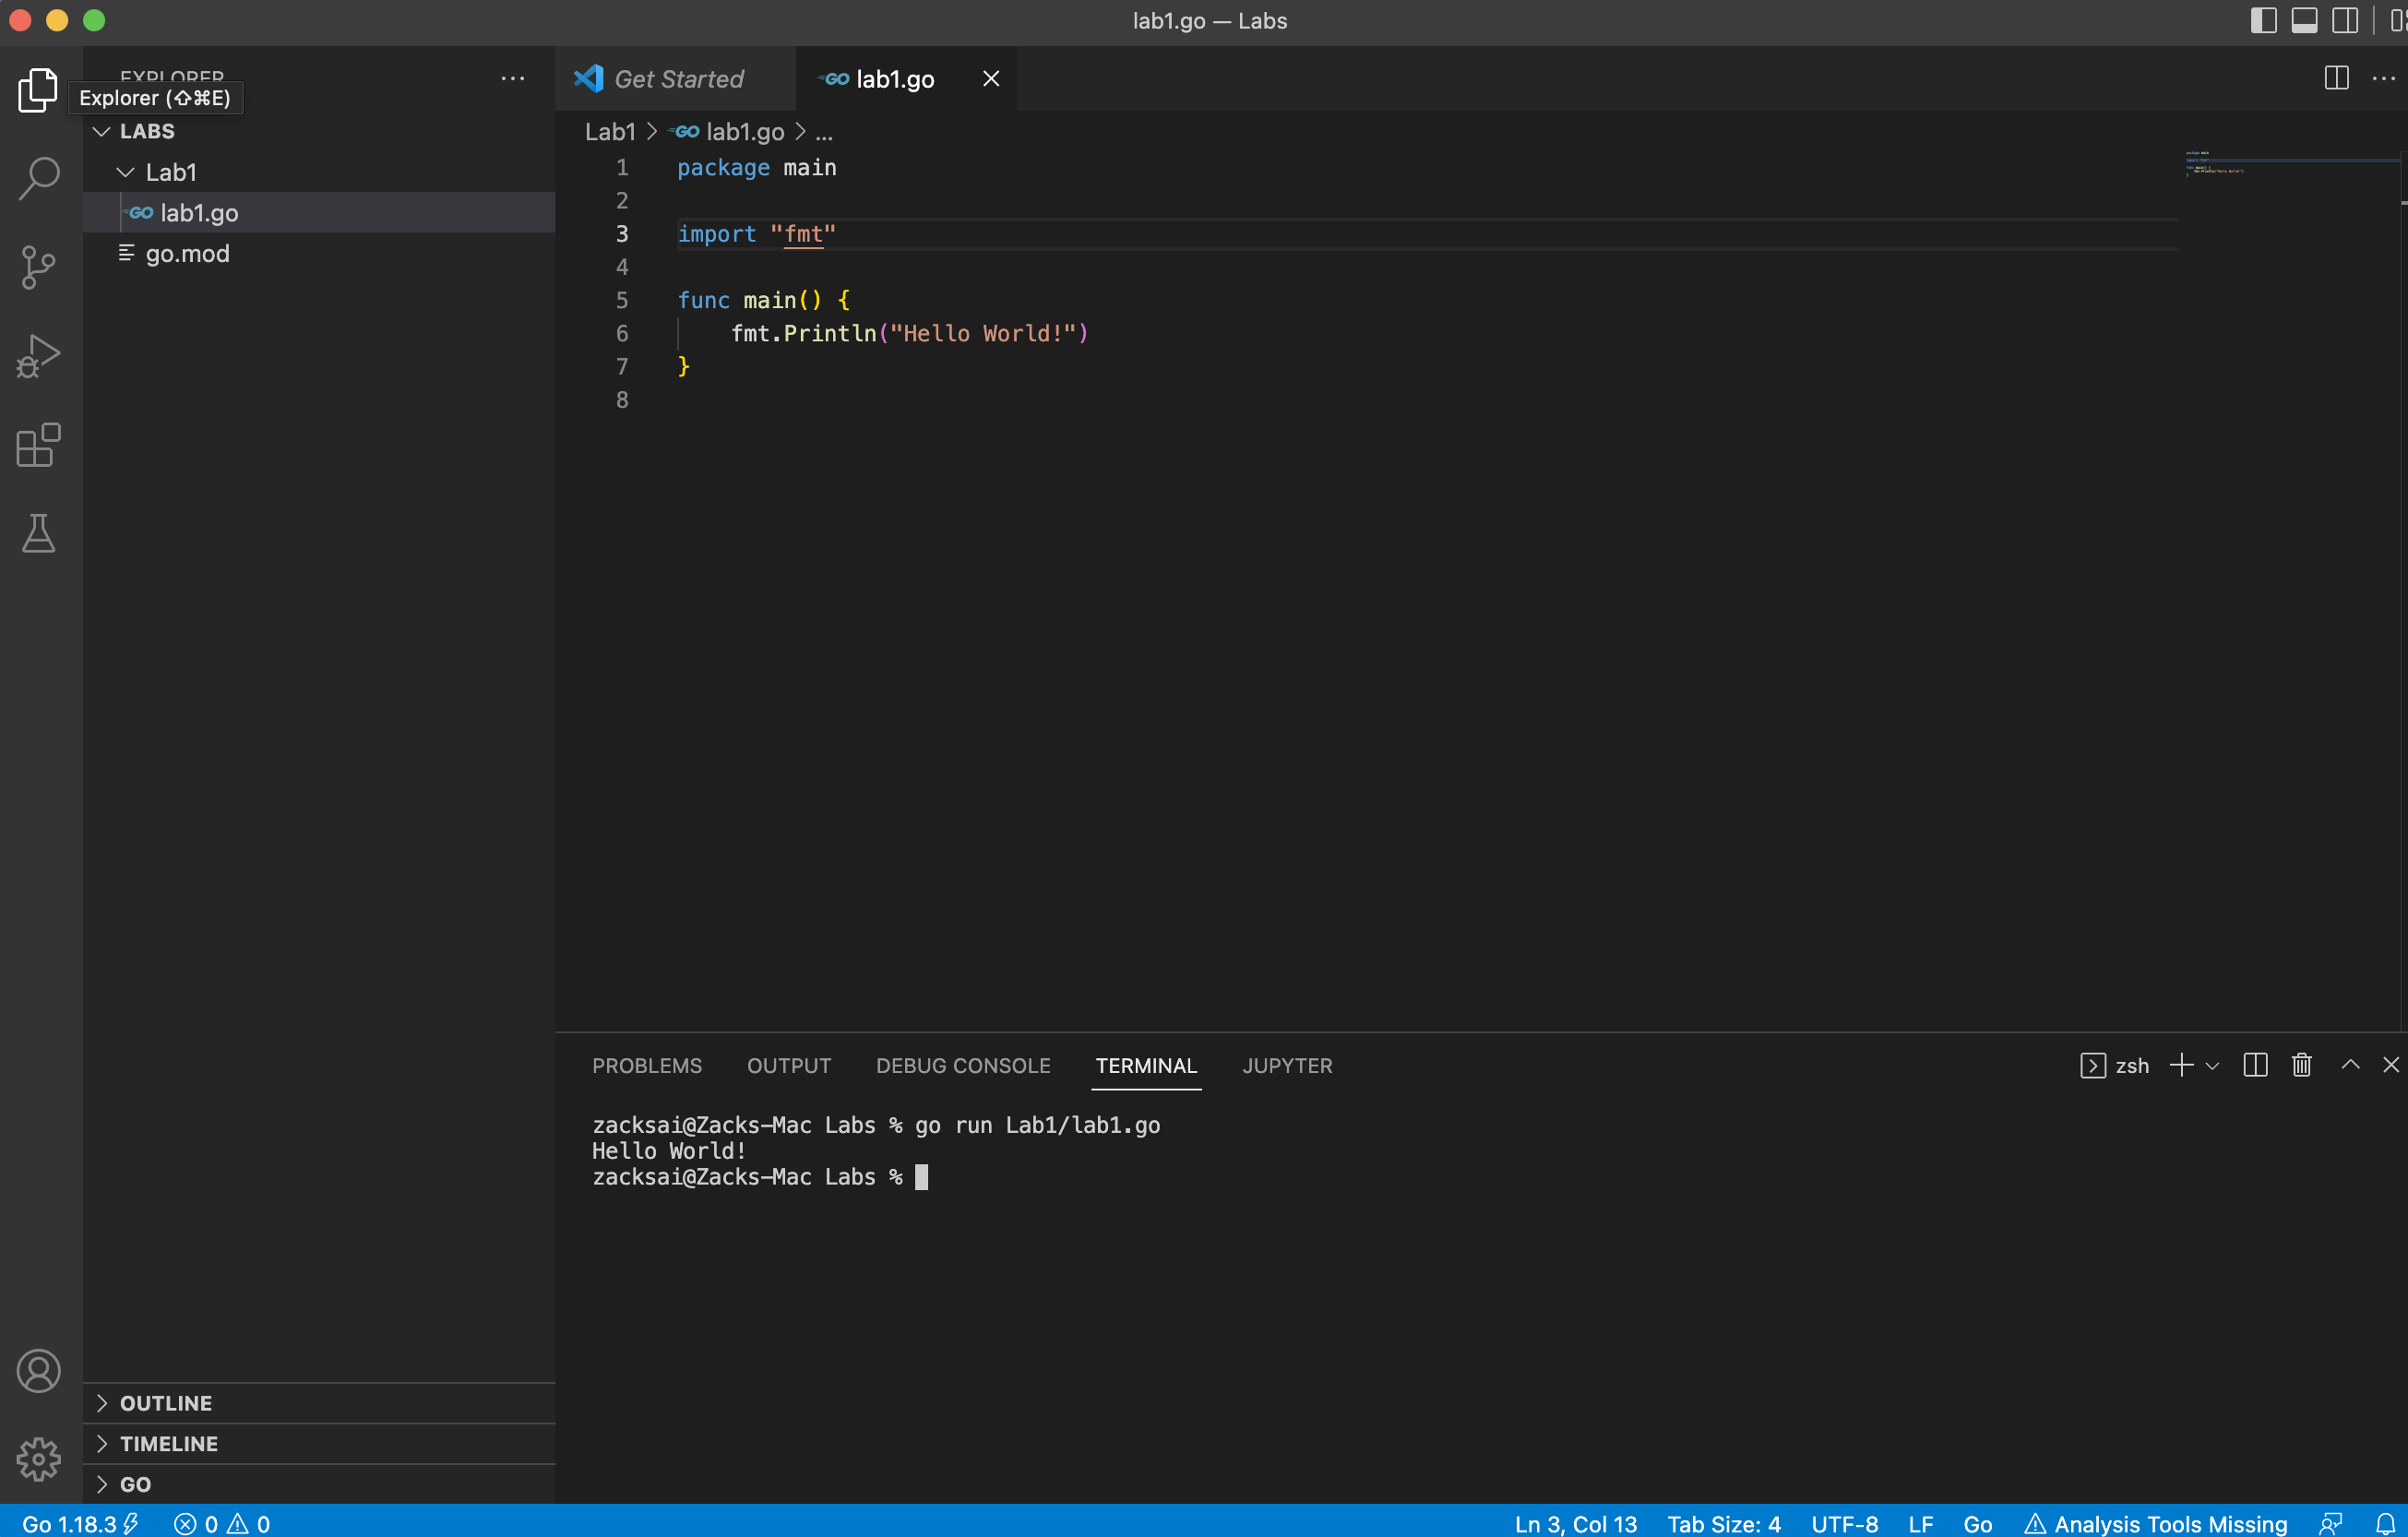 lab1.go — Labs
EXPLORER
Explorer (⇧⌘E)
LABS
Lab1
GO lab1.go
go.mod
OUTLINE
TIMELINE
GO
Get Started
GO lab1.go
Lab1 > GO lab1.go > ...
1 package main
2
3 import "fmt"
4
5 func main() {
6 fmt.Println("Hello World!")
7 }
8
PROBLEMS OUTPUT DEBUG CONSOLE TERMINAL JUPYTER
zsh
zacksai@Zacks-Mac Labs % go run Lab1/lab1.go
Hello World!
zacksai@Zacks-Mac Labs %
Go 1.18.3 0 0 Ln 3, Col 13 Tab Size: 4 UTF-8 LF Go Analysis Tools Missing